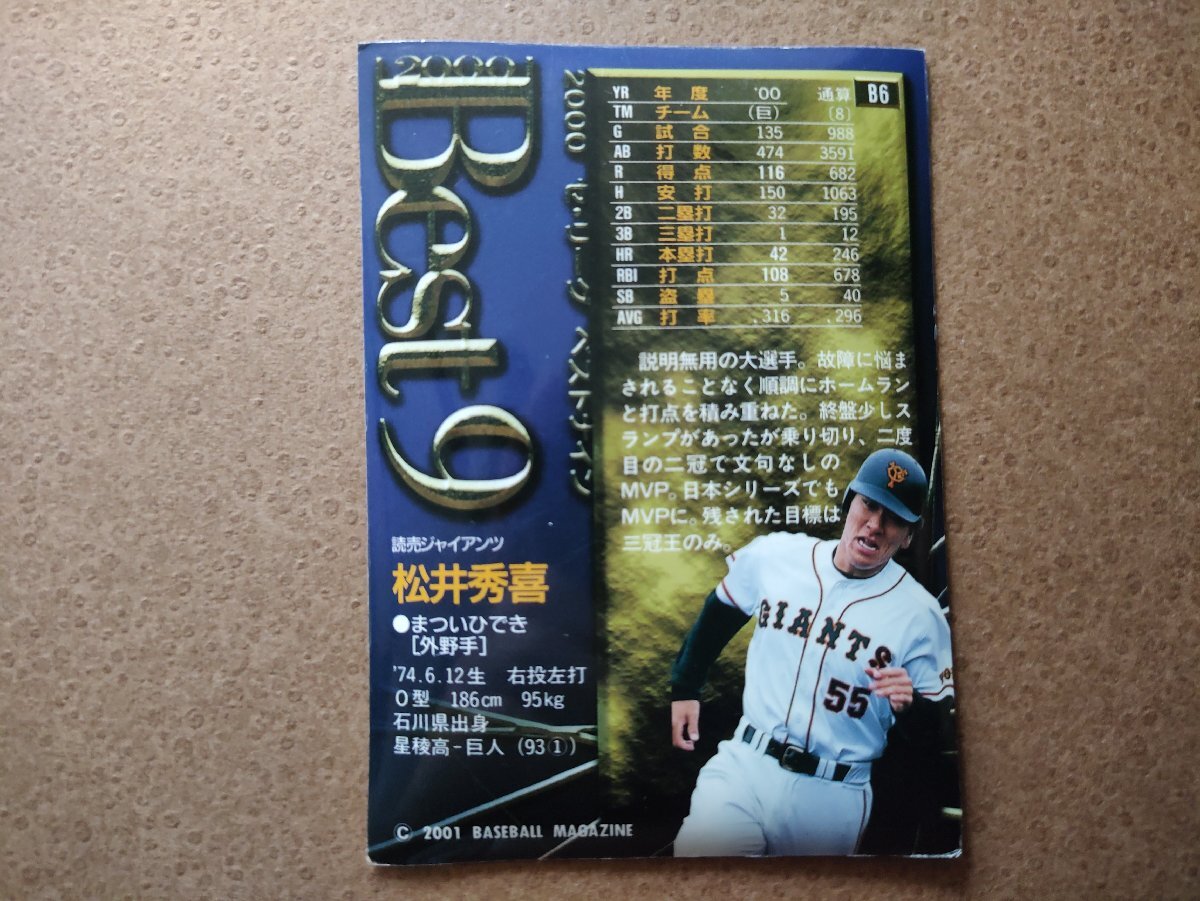 2000
Best 9
2000 セ・リーグ ベストナイン
B6
YR 年度 '00 通算
TM チーム (巨) (8)
G 試合 135 988
AB 打数 474 3591
R 得点 116 682
H 安打 150 1063
2B 二塁打 32 195
3B 三塁打 1 12
HR 本塁打 42 246
RBI 打点 108 678
SB 盗塁 5 40
AVG 打率 .316 .296
説明無用の大選手。故障に悩ま
されることなく順調にホームラン
と打点を積み重ねた。終盤少しス
ランプがあったが乗り切り、二度
目の二冠で文句なしの
MVP。日本シリーズでも
MVPに。残された目標は
三冠王のみ。
読売ジャイアンツ
松井秀喜
●まついひでき
[外野手]
'74.6.12生 右投左打
O型 186cm 95kg
石川県出身
星稜高-巨人 (93①)
GIANTS
55
© 2001 BASEBALL MAGAZINE